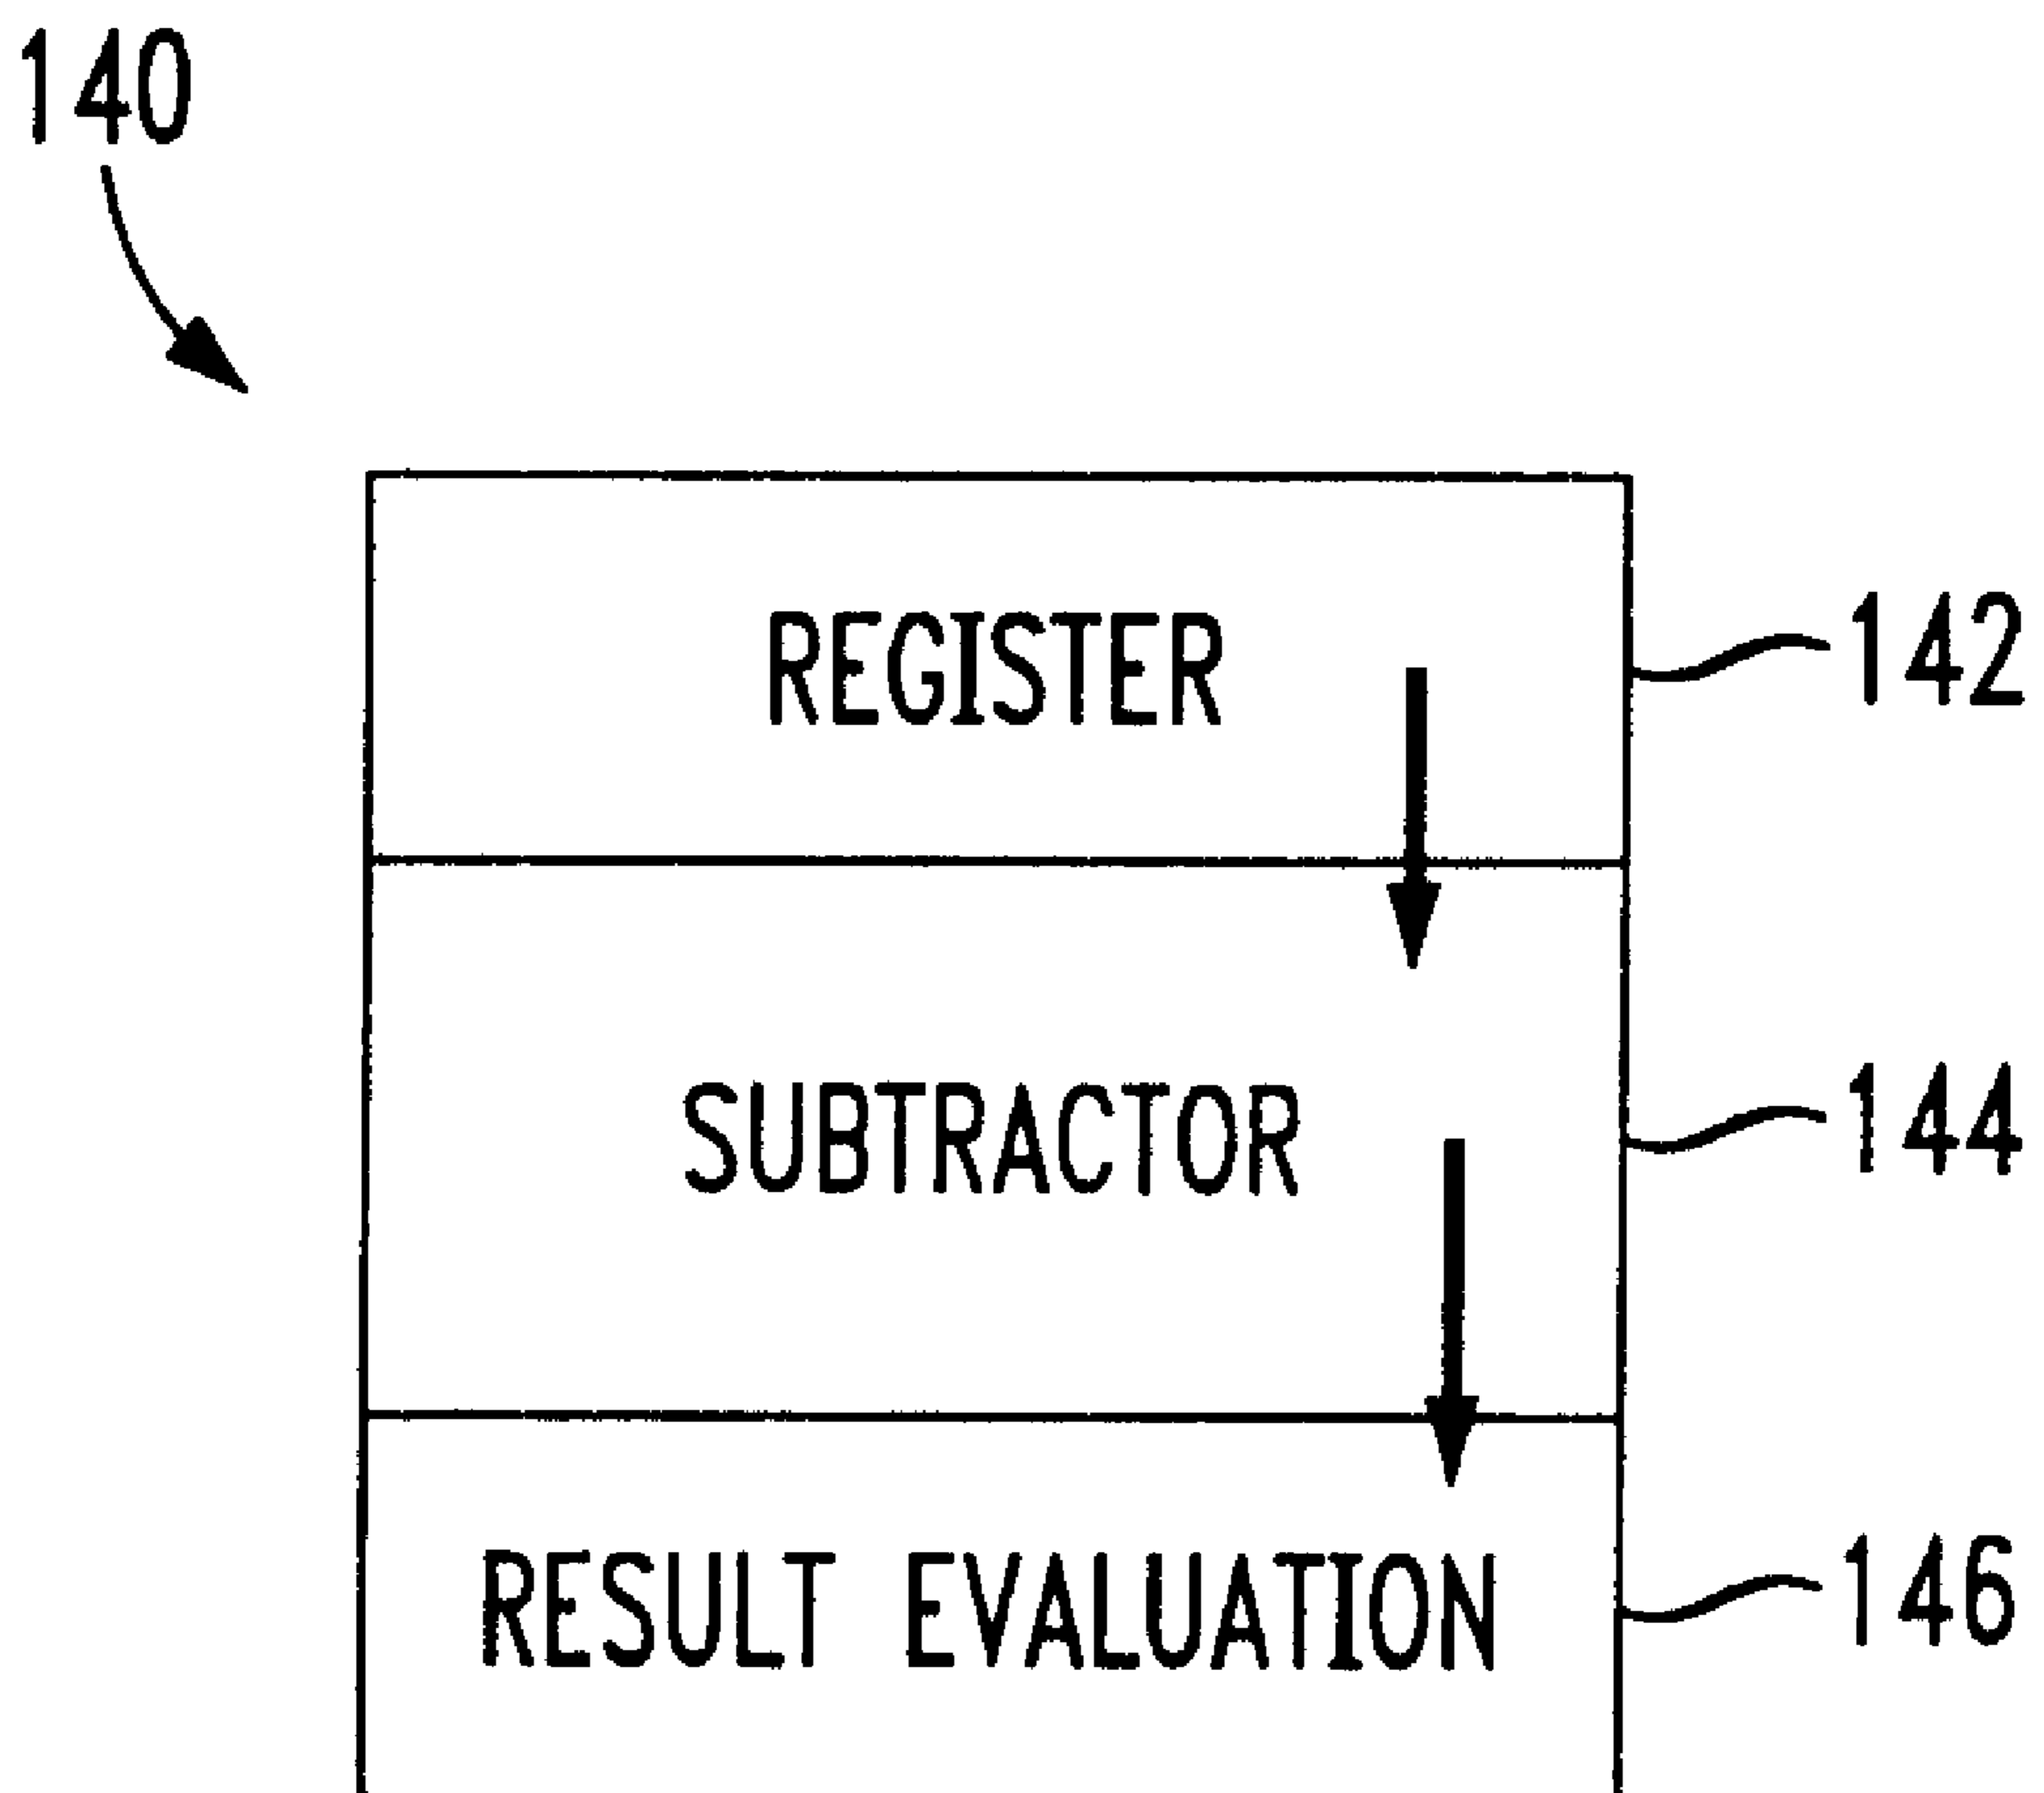 140
REGISTER
142
SUBTRACTOR
144
RESULT EVALUATION
146